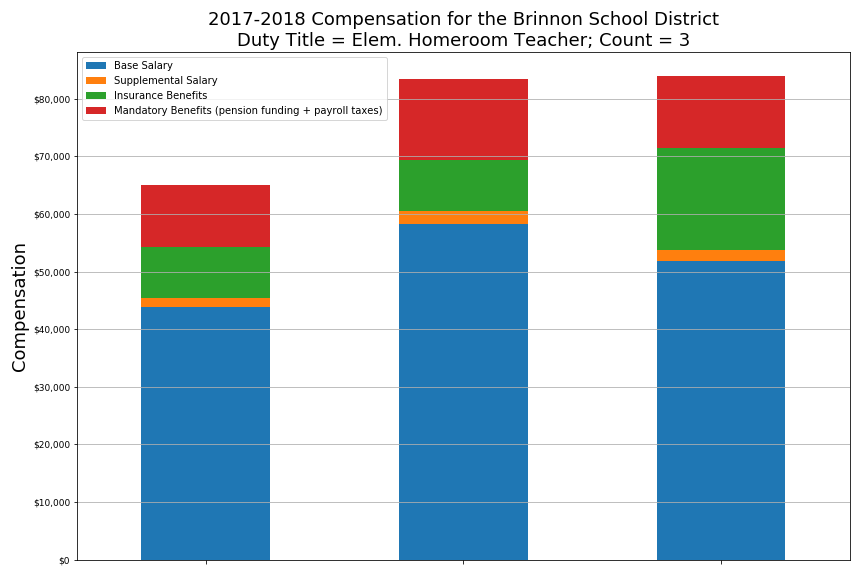 2017-2018 Compensation for the Brinnon School District
Duty Title = Elem. Homeroom Teacher; Count = 3
Base Salary
Supplemental Salary
Insurance Benefits
Mandatory Benefits (pension funding + payroll taxes)
Compensation
$80,000
$70,000
$60,000
$50,000
$40,000
$30,000
$20,000
$10,000
$0